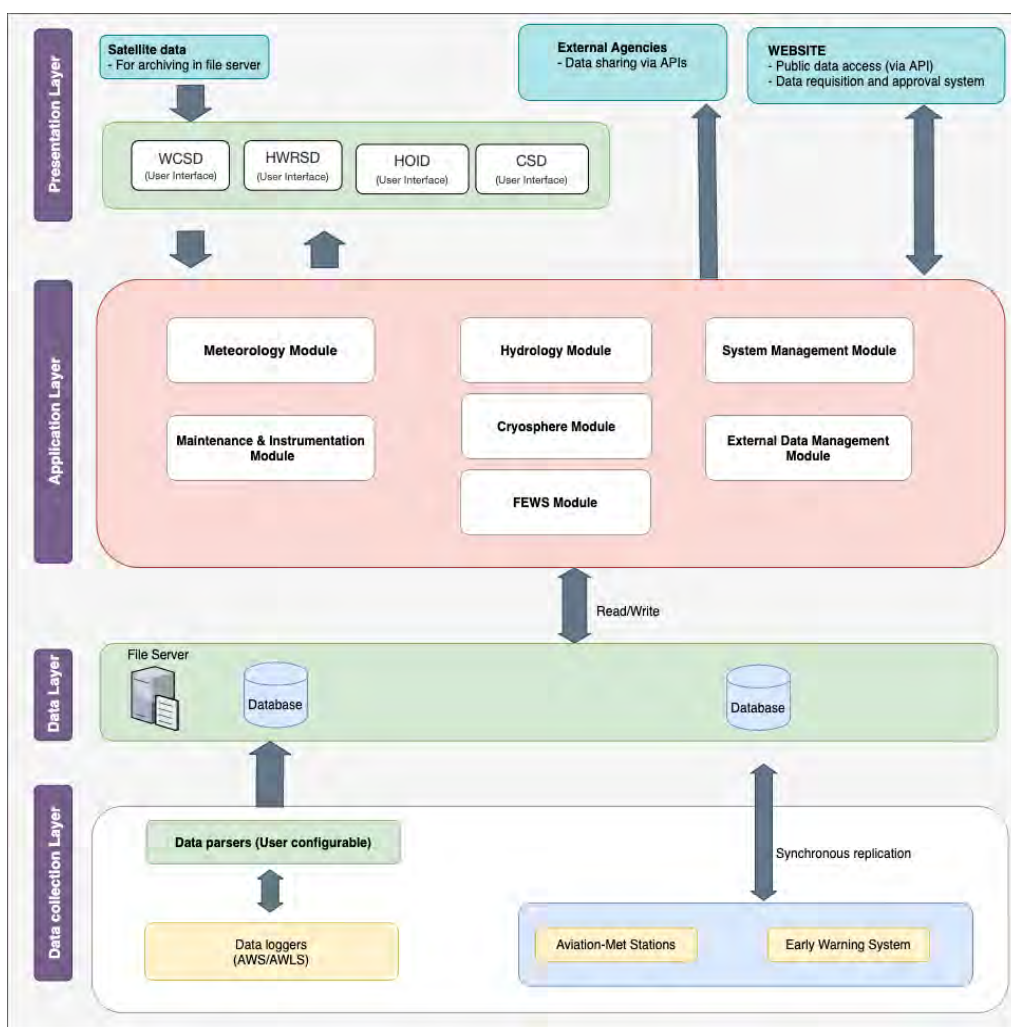 Presentation Layer
Satellite data
- For archiving in file server
External Agencies
- Data sharing via APIs
WEBSITE
- Public data access (via API)
- Data requisition and approval system
WCSD
(User Interface)
HWRSD
(User Interface)
HOID
(User Interface)
CSD
(User Interface)
Application Layer
Meteorology Module
Hydrology Module
System Management Module
Maintenance & Instrumentation
Module
Cryosphere Module
External Data Management
Module
FEWS Module
Read/Write
Data Layer
File Server
Database
Database
Data collection Layer
Data parsers (User configurable)
Synchronous replication
Data loggers
(AWS/AWLS)
Aviation-Met Stations
Early Warning System